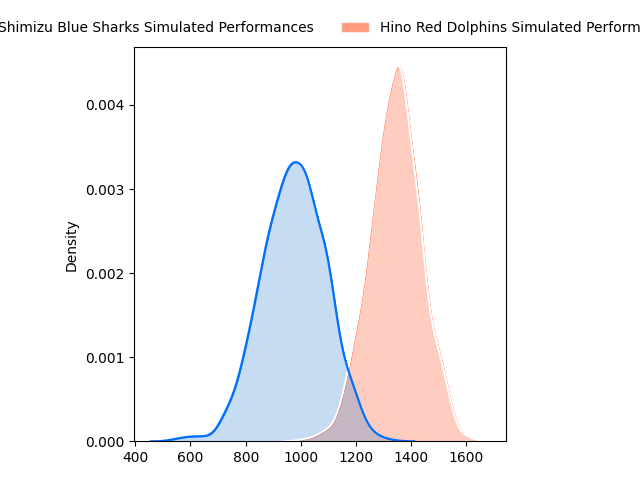 Shimizu Blue Sharks Simulated Performances
Hino Red Dolphins Simulated Perform
0.004
0.003
0.002
0.001
0.000
Density
400 600 800 1000 1200 1400 1600